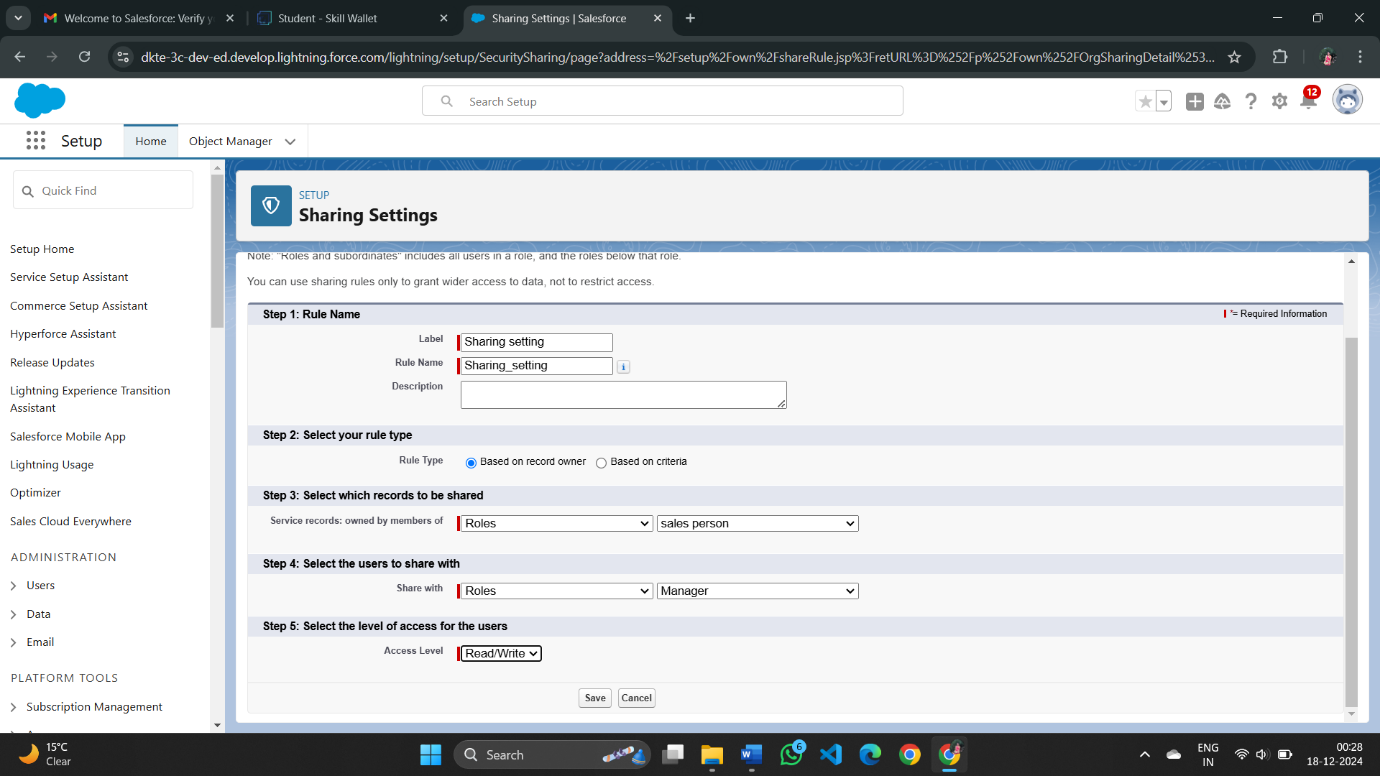 Welcome to Salesforce: Verify y
Student - Skill Wallet
Sharing Settings | Salesforce
dkte-3c-dev-ed.develop.lightning.force.com/lightning/setup/SecuritySharing/page?address=%2Fsetup%2Fown%2FshareRule.jsp%3FretURL%3D%252Fp%252Fown%252FOrgSharingDetail%253...
Search Setup
12
Setup
Home
Object Manager
Quick Find
Setup Home
Service Setup Assistant
Commerce Setup Assistant
Hyperforce Assistant
Release Updates
Lightning Experience Transition
Assistant
Salesforce Mobile App
Lightning Usage
Optimizer
Sales Cloud Everywhere
ADMINISTRATION
Users
Data
Email
PLATFORM TOOLS
Subscription Management
SETUP
Sharing Settings
Note: "Roles and subordinates" includes all users in a role, and the roles below that role.
You can use sharing rules only to grant wider access to data, not to restrict access.
Step 1: Rule Name
* = Required Information
Label Sharing setting
Rule Name Sharing_setting i
Description
Step 2: Select your rule type
Rule Type Based on record owner Based on criteria
Step 3: Select which records to be shared
Service records: owned by members of Roles sales person
Step 4: Select the users to share with
Share with Roles Manager
Step 5: Select the level of access for the users
Access Level Read/Write
Save Cancel
15°C
Clear
Search
6
ENG
IN
00:28
18-12-2024